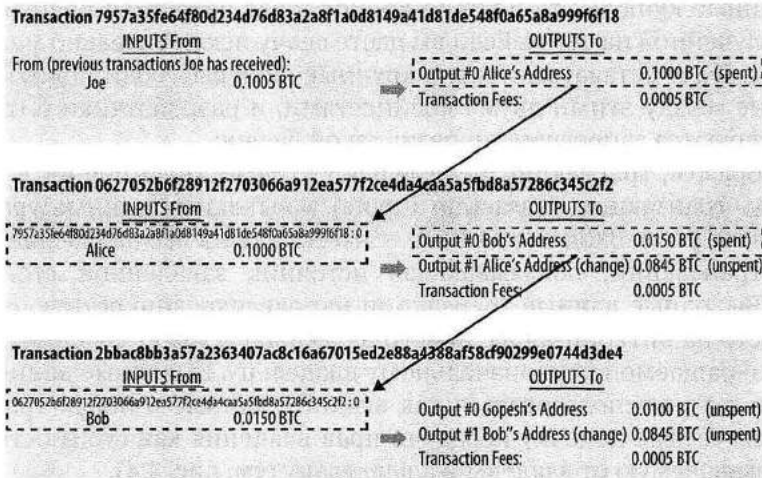 Transaction 7957a35fe64f80d234d76d83a2a8f1a0d8149a41d81de548f0a65a8a999f6f18
INPUTS From
OUTPUTS To
From (previous transactions Joe has received):
Joe 0.1005 BTC
Output #0 Alice's Address 0.1000 BTC (spent)
Transaction Fees: 0.0005 BTC
Transaction 0627052b6f28912f2703066a912ea577f2ce4da4caa5a5fbd8a57286c345c2f2
INPUTS From
OUTPUTS To
7957a35fe64f80d234d76d83a2a8f1a0d8149a41d81de548f0a65a8a999f6f18 : 0
Alice 0.1000 BTC
Output #0 Bob's Address 0.0150 BTC (spent)
Output #1 Alice's Address (change) 0.0845 BTC (unspent)
Transaction Fees: 0.0005 BTC
Transaction 2bbac8bb3a57a2363407ac8c16a67015ed2e88a4388af58cf90299e0744d3de4
INPUTS From
OUTPUTS To
0627052b6f28912f2703066a912ea577f2ce4da4caa5a5fbd8a57286c345c2f2 : 0
Bob 0.0150 BTC
Output #0 Gopesh's Address 0.0100 BTC (unspent)
Output #1 Bob"s Address (change) 0.0845 BTC (unspent)
Transaction Fees: 0.0005 BTC